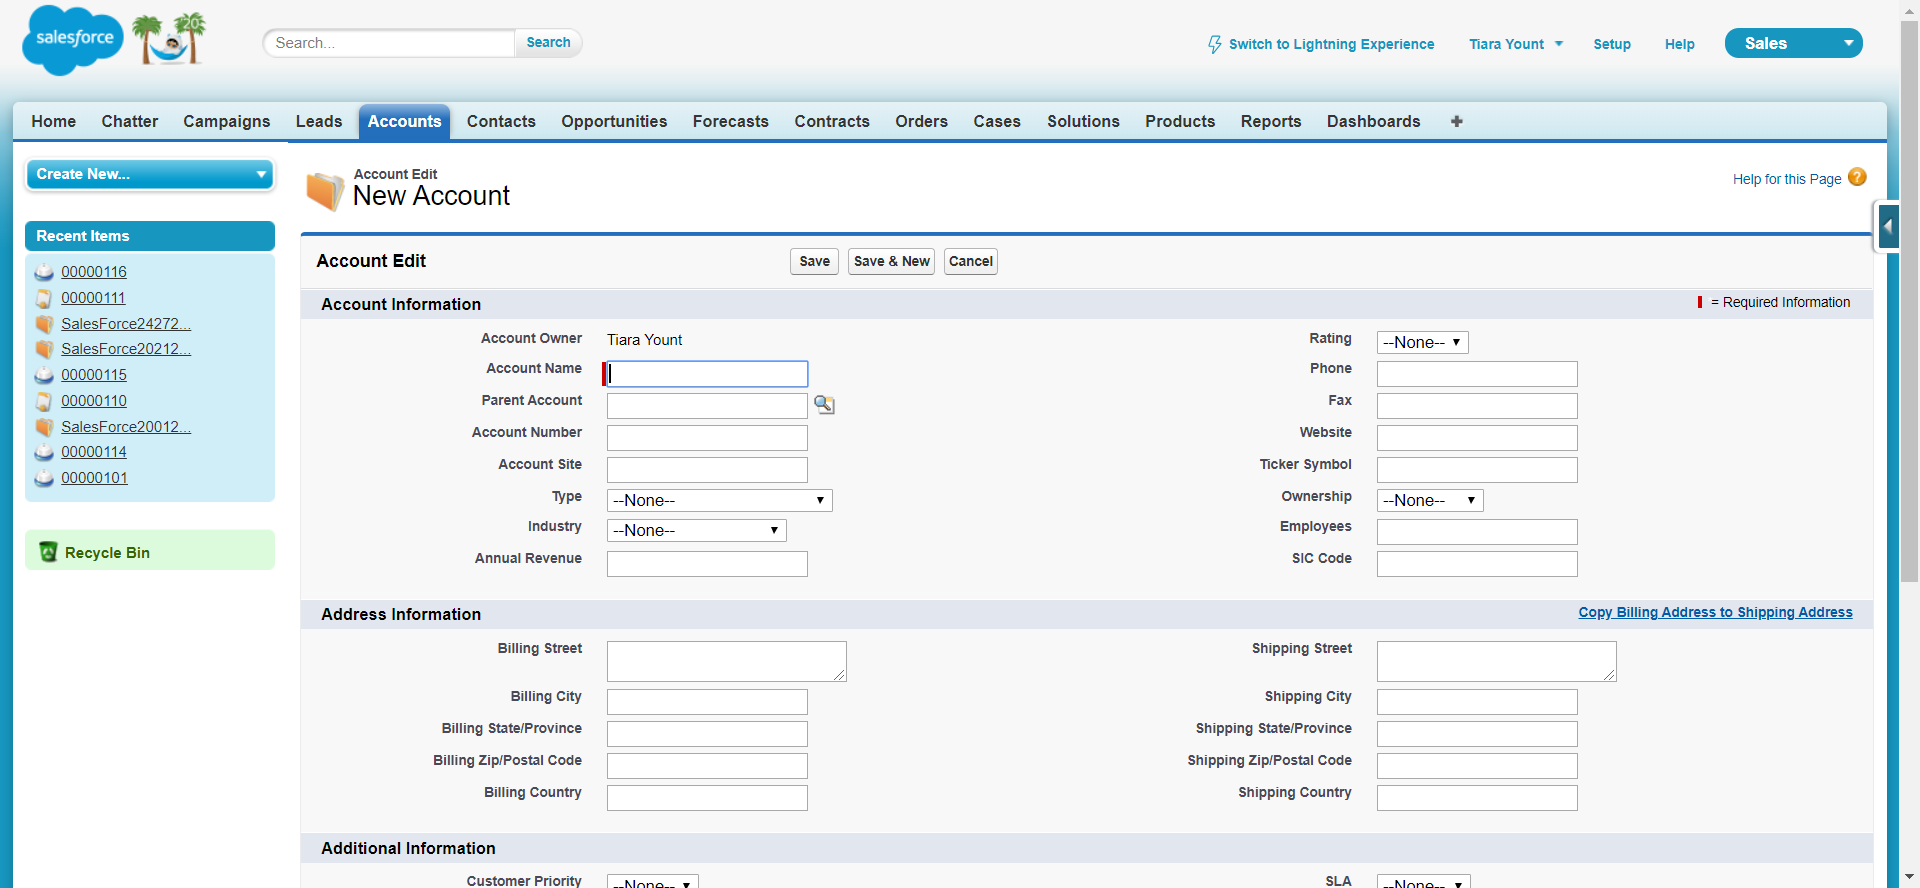 salesforce
20
Search...
Search
Switch to Lightning Experience
Tiara Yount
Setup
Help
Sales
Home Chatter Campaigns Leads Accounts Contacts Opportunities Forecasts Contracts Orders Cases Solutions Products Reports Dashboards +
Create New...
Recent Items
00000116
00000111
SalesForce24272...
SalesForce20212...
00000115
00000110
SalesForce20012...
00000114
00000101
Recycle Bin
Account Edit
New Account
Help for this Page ?
Account Edit
Save
Save & New
Cancel
Account Information
= Required Information
Account Owner Tiara Yount
Rating --None--
Account Name
Phone
Parent Account
Fax
Account Number
Website
Account Site
Ticker Symbol
Type --None--
Ownership --None--
Industry --None--
Employees
Annual Revenue
SIC Code
Address Information
Copy Billing Address to Shipping Address
Billing Street
Shipping Street
Billing City
Shipping City
Billing State/Province
Shipping State/Province
Billing Zip/Postal Code
Shipping Zip/Postal Code
Billing Country
Shipping Country
Additional Information
Customer Priority --None--
SLA --None--